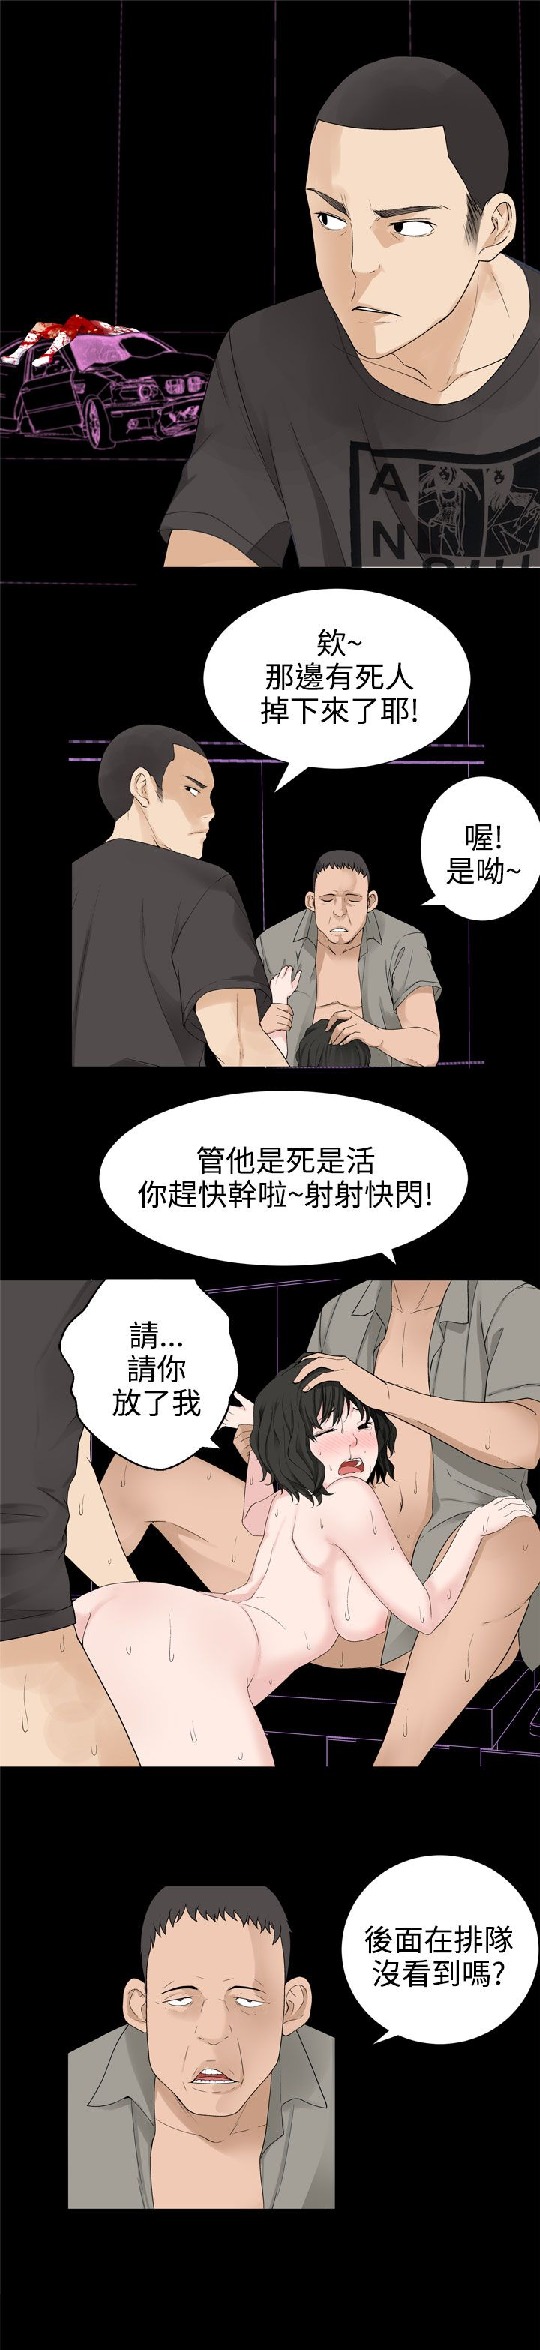 AN
欸~
那邊有死人
掉下來了耶!
喔!
是呦~
管他是死是活
你趕快幹啦~射射快閃!
請...
請你
放了我
後面在排隊
沒看到嗎?